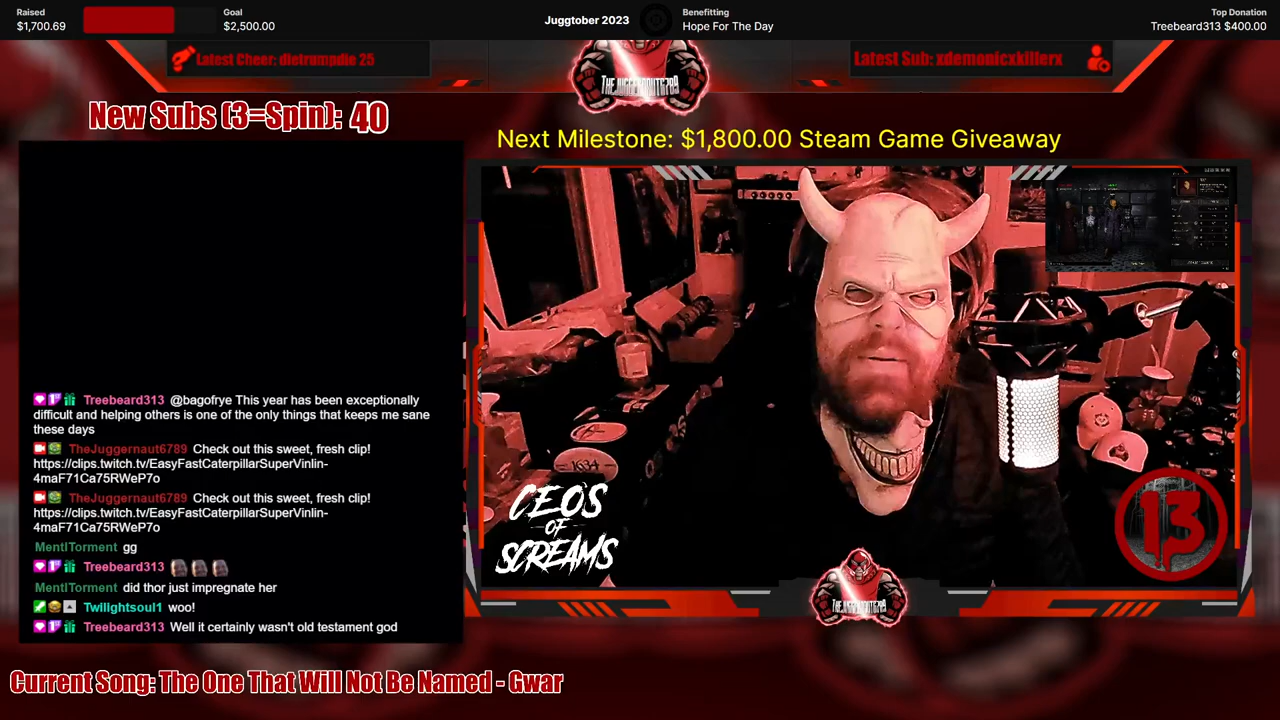 Raised
$1,700.69
Goal
$2,500.00
Juggtober 2023
Benefitting
Hope For The Day
Top Donation
Treebeard313 $400.00
Latest Cheer: dietrumpdie 25
Latest Sub: xdemonicxkillerx
THEJUGGERNAUT6789
New Subs (3=Spin): 40
Next Milestone: $1,800.00 Steam Game Giveaway
Treebeard313 @bagofrye This year has been exceptionally
difficult and helping others is one of the only things that keeps me sane
these days
TheJuggernaut6789 Check out this sweet, fresh clip!
https://clips.twitch.tv/EasyFastCaterpillarSuperVinlin-
4maF71Ca75RWeP7o
TheJuggernaut6789 Check out this sweet, fresh clip!
https://clips.twitch.tv/EasyFastCaterpillarSuperVinlin-
4maF71Ca75RWeP7o
MentlTorment gg
Treebeard313
MentlTorment did thor just impregnate her
Twilightsoul1 woo!
Treebeard313 Well it certainly wasn't old testament god
1634
CEO'S
OF
SCREAMS
13
THEJUGGERNAUT6789
Current Song: The One That Will Not Be Named - Gwar